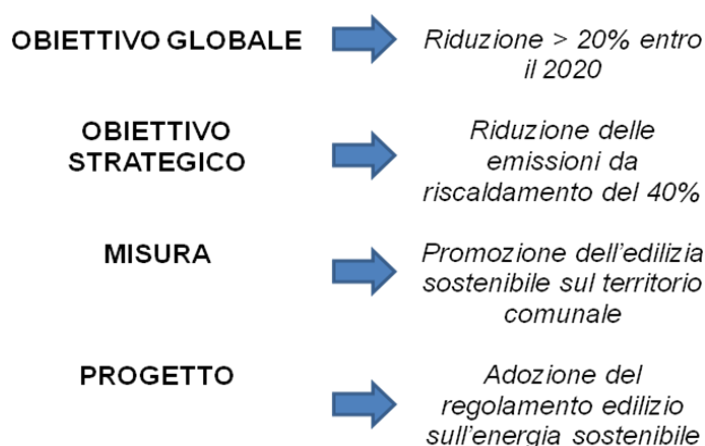 OBIETTIVO GLOBALE
Riduzione > 20% entro
il 2020
OBIETTIVO
STRATEGICO
Riduzione delle
emissioni da
riscaldamento del 40%
MISURA
Promozione dell'edilizia
sostenibile sul territorio
comunale
PROGETTO
Adozione del
regolamento edilizio
sull'energia sostenibile